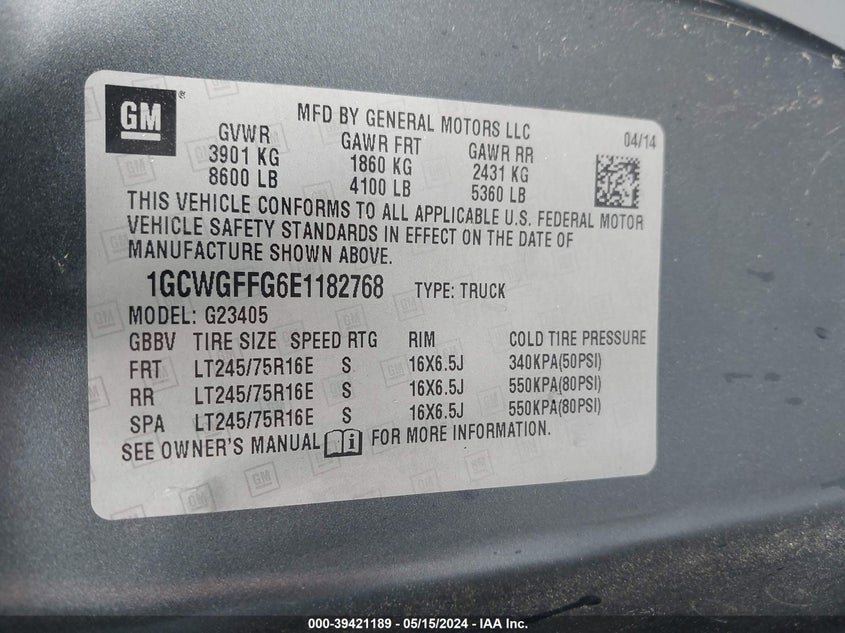 GM®
MFD BY GENERAL MOTORS LLC
04/14
GVWR GAWR FRT GAWR RR
3901 KG 1860 KG 2431 KG
8600 LB 4100 LB 5360 LB
THIS VEHICLE CONFORMS TO ALL APPLICABLE U.S. FEDERAL MOTOR
VEHICLE SAFETY STANDARDS IN EFFECT ON THE DATE OF
MANUFACTURE SHOWN ABOVE.
1GCWGFFG6E1182768 TYPE: TRUCK
MODEL: G23405
GBBV TIRE SIZE SPEED RTG RIM COLD TIRE PRESSURE
FRT LT245/75R16E S 16X6.5J 340KPA(50PSI)
RR LT245/75R16E S 16X6.5J 550KPA(80PSI)
SPA LT245/75R16E S 16X6.5J 550KPA(80PSI)
SEE OWNER'S MANUAL i FOR MORE INFORMATION.
000-39421189 - 05/15/2024 - IAA Inc.